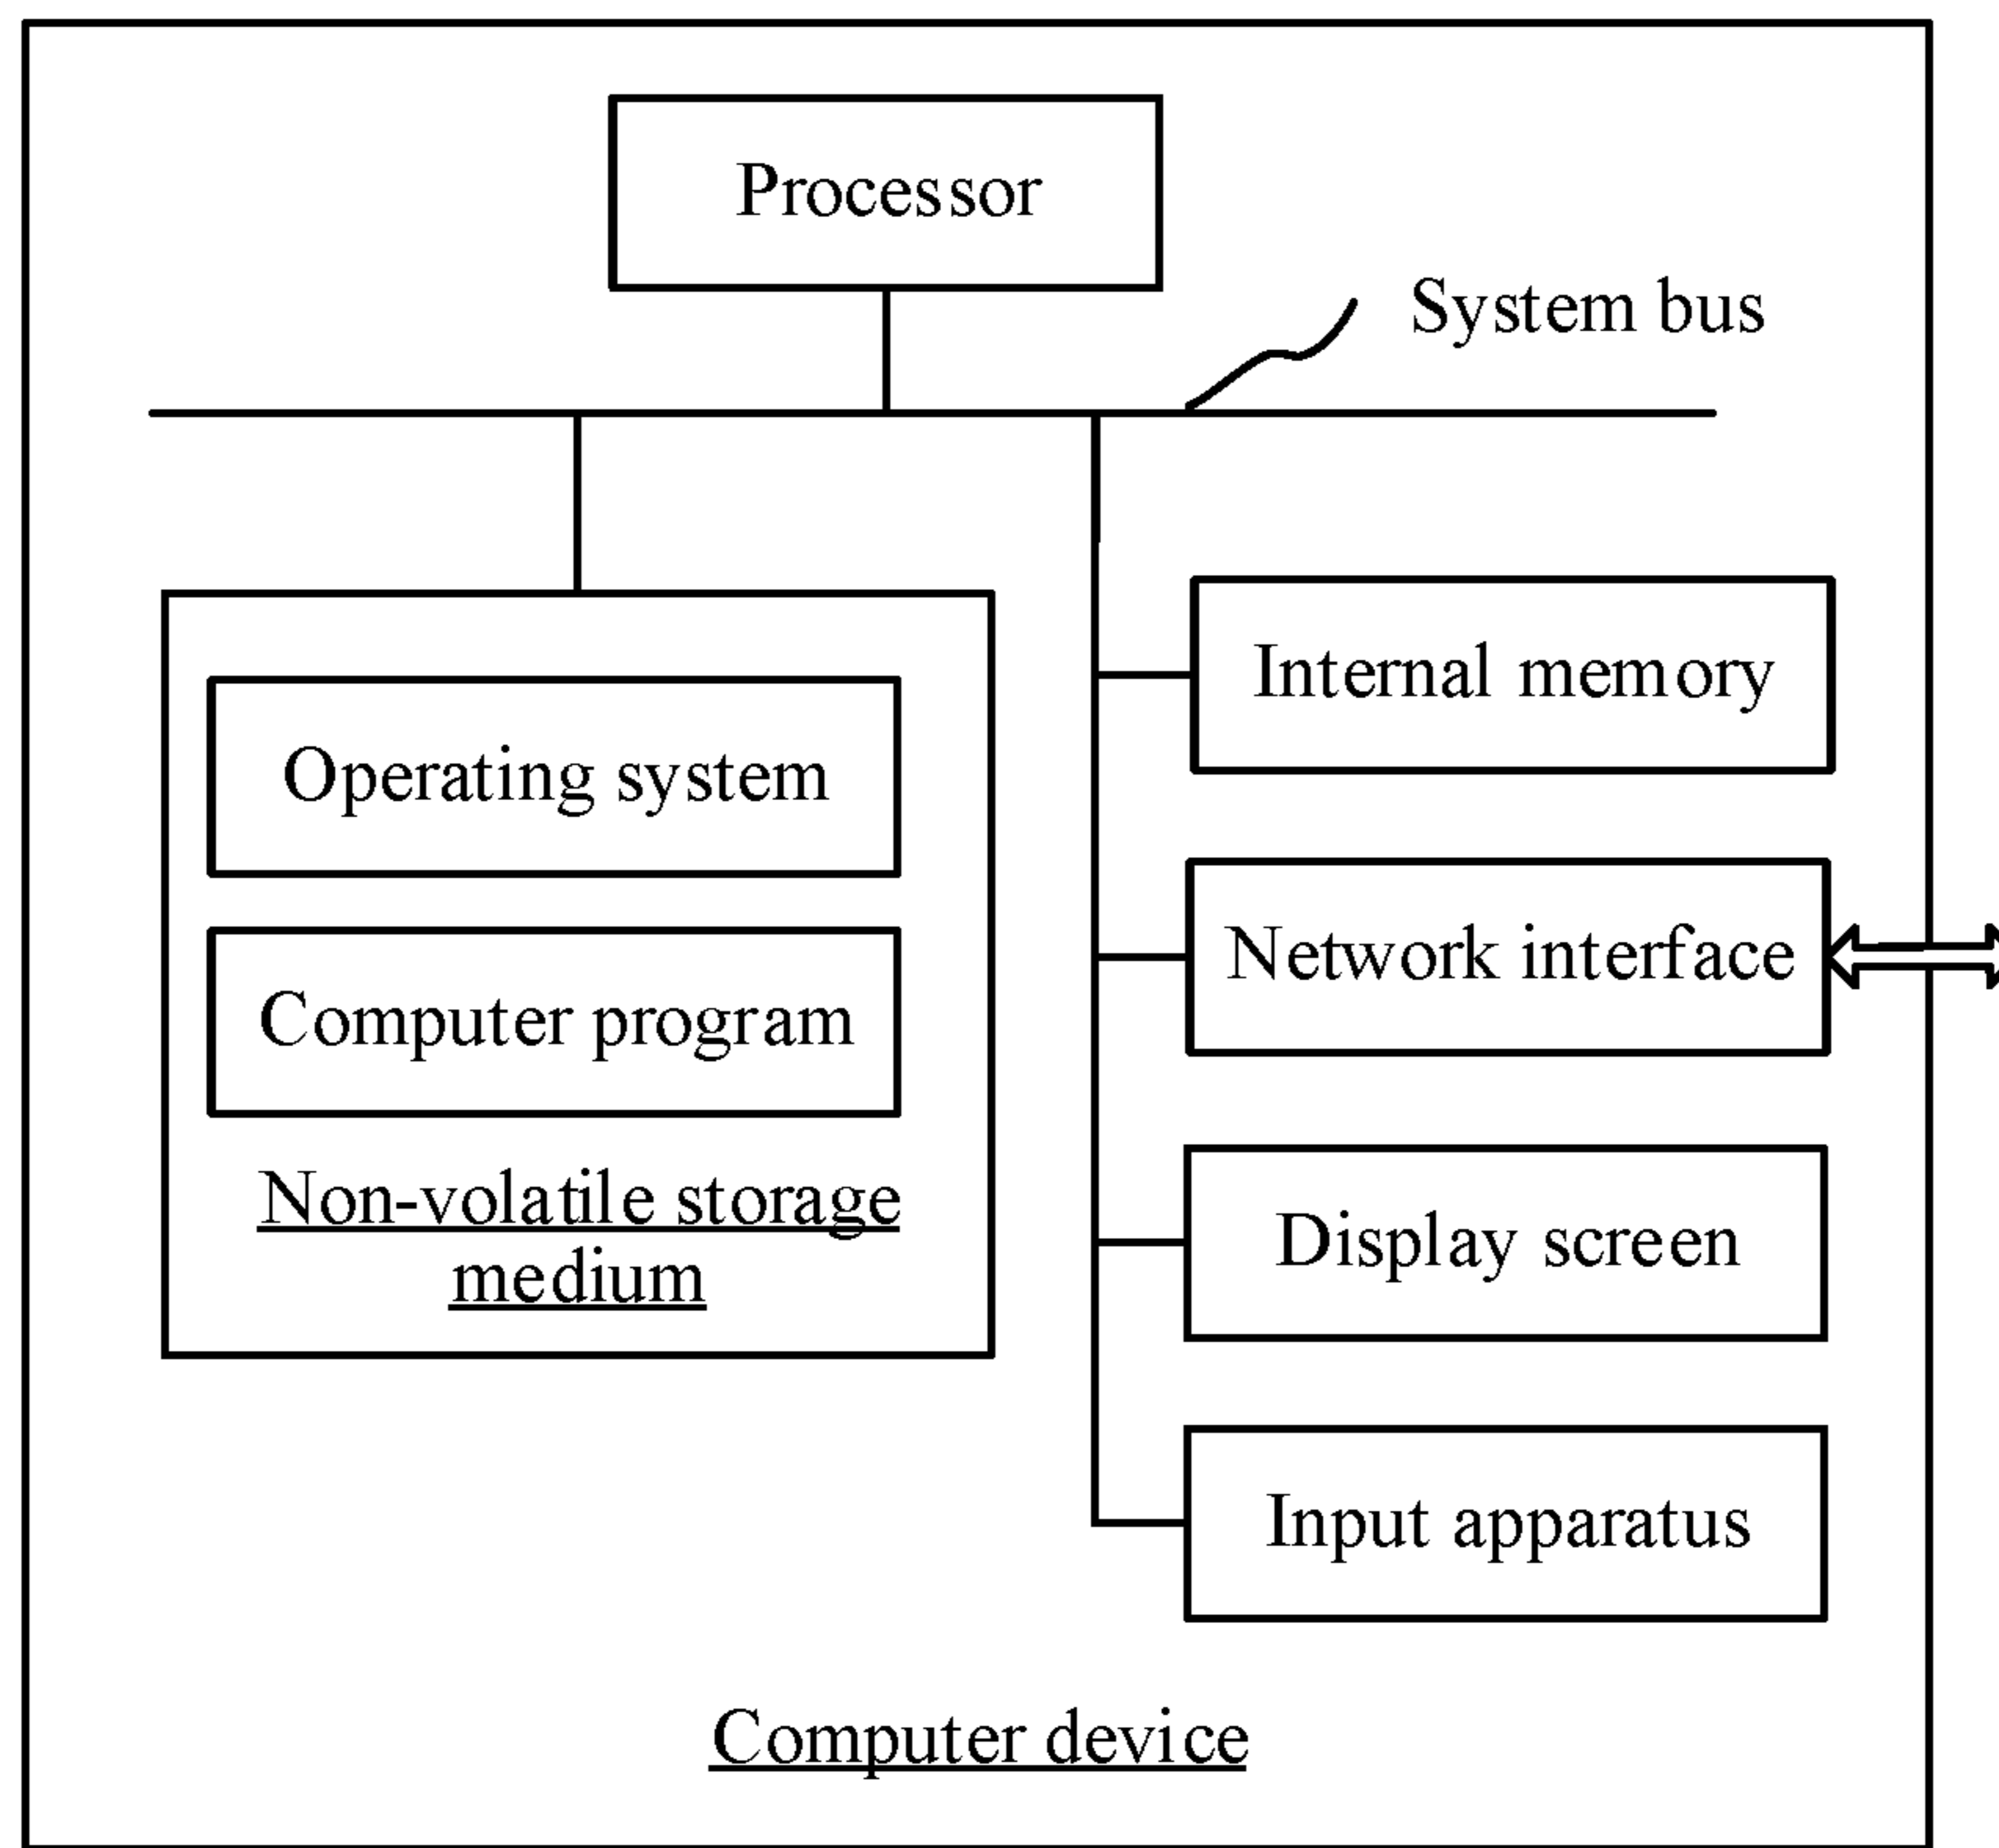 Processor
System bus
Operating system
Computer program
Non-volatile storage
medium
Internal memory
Network interface
Display screen
Input apparatus
Computer device